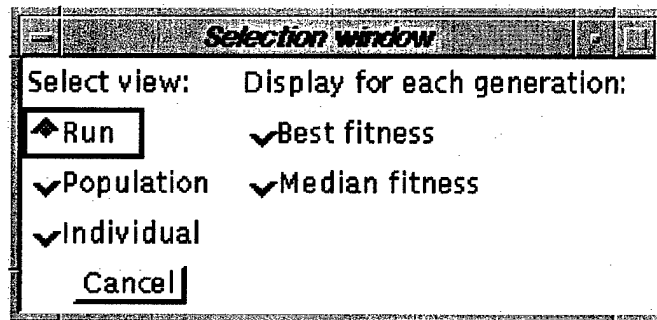 Selection window
Select view: Display for each generation:
Run Best fitness
Population Median fitness
Individual
Cancel